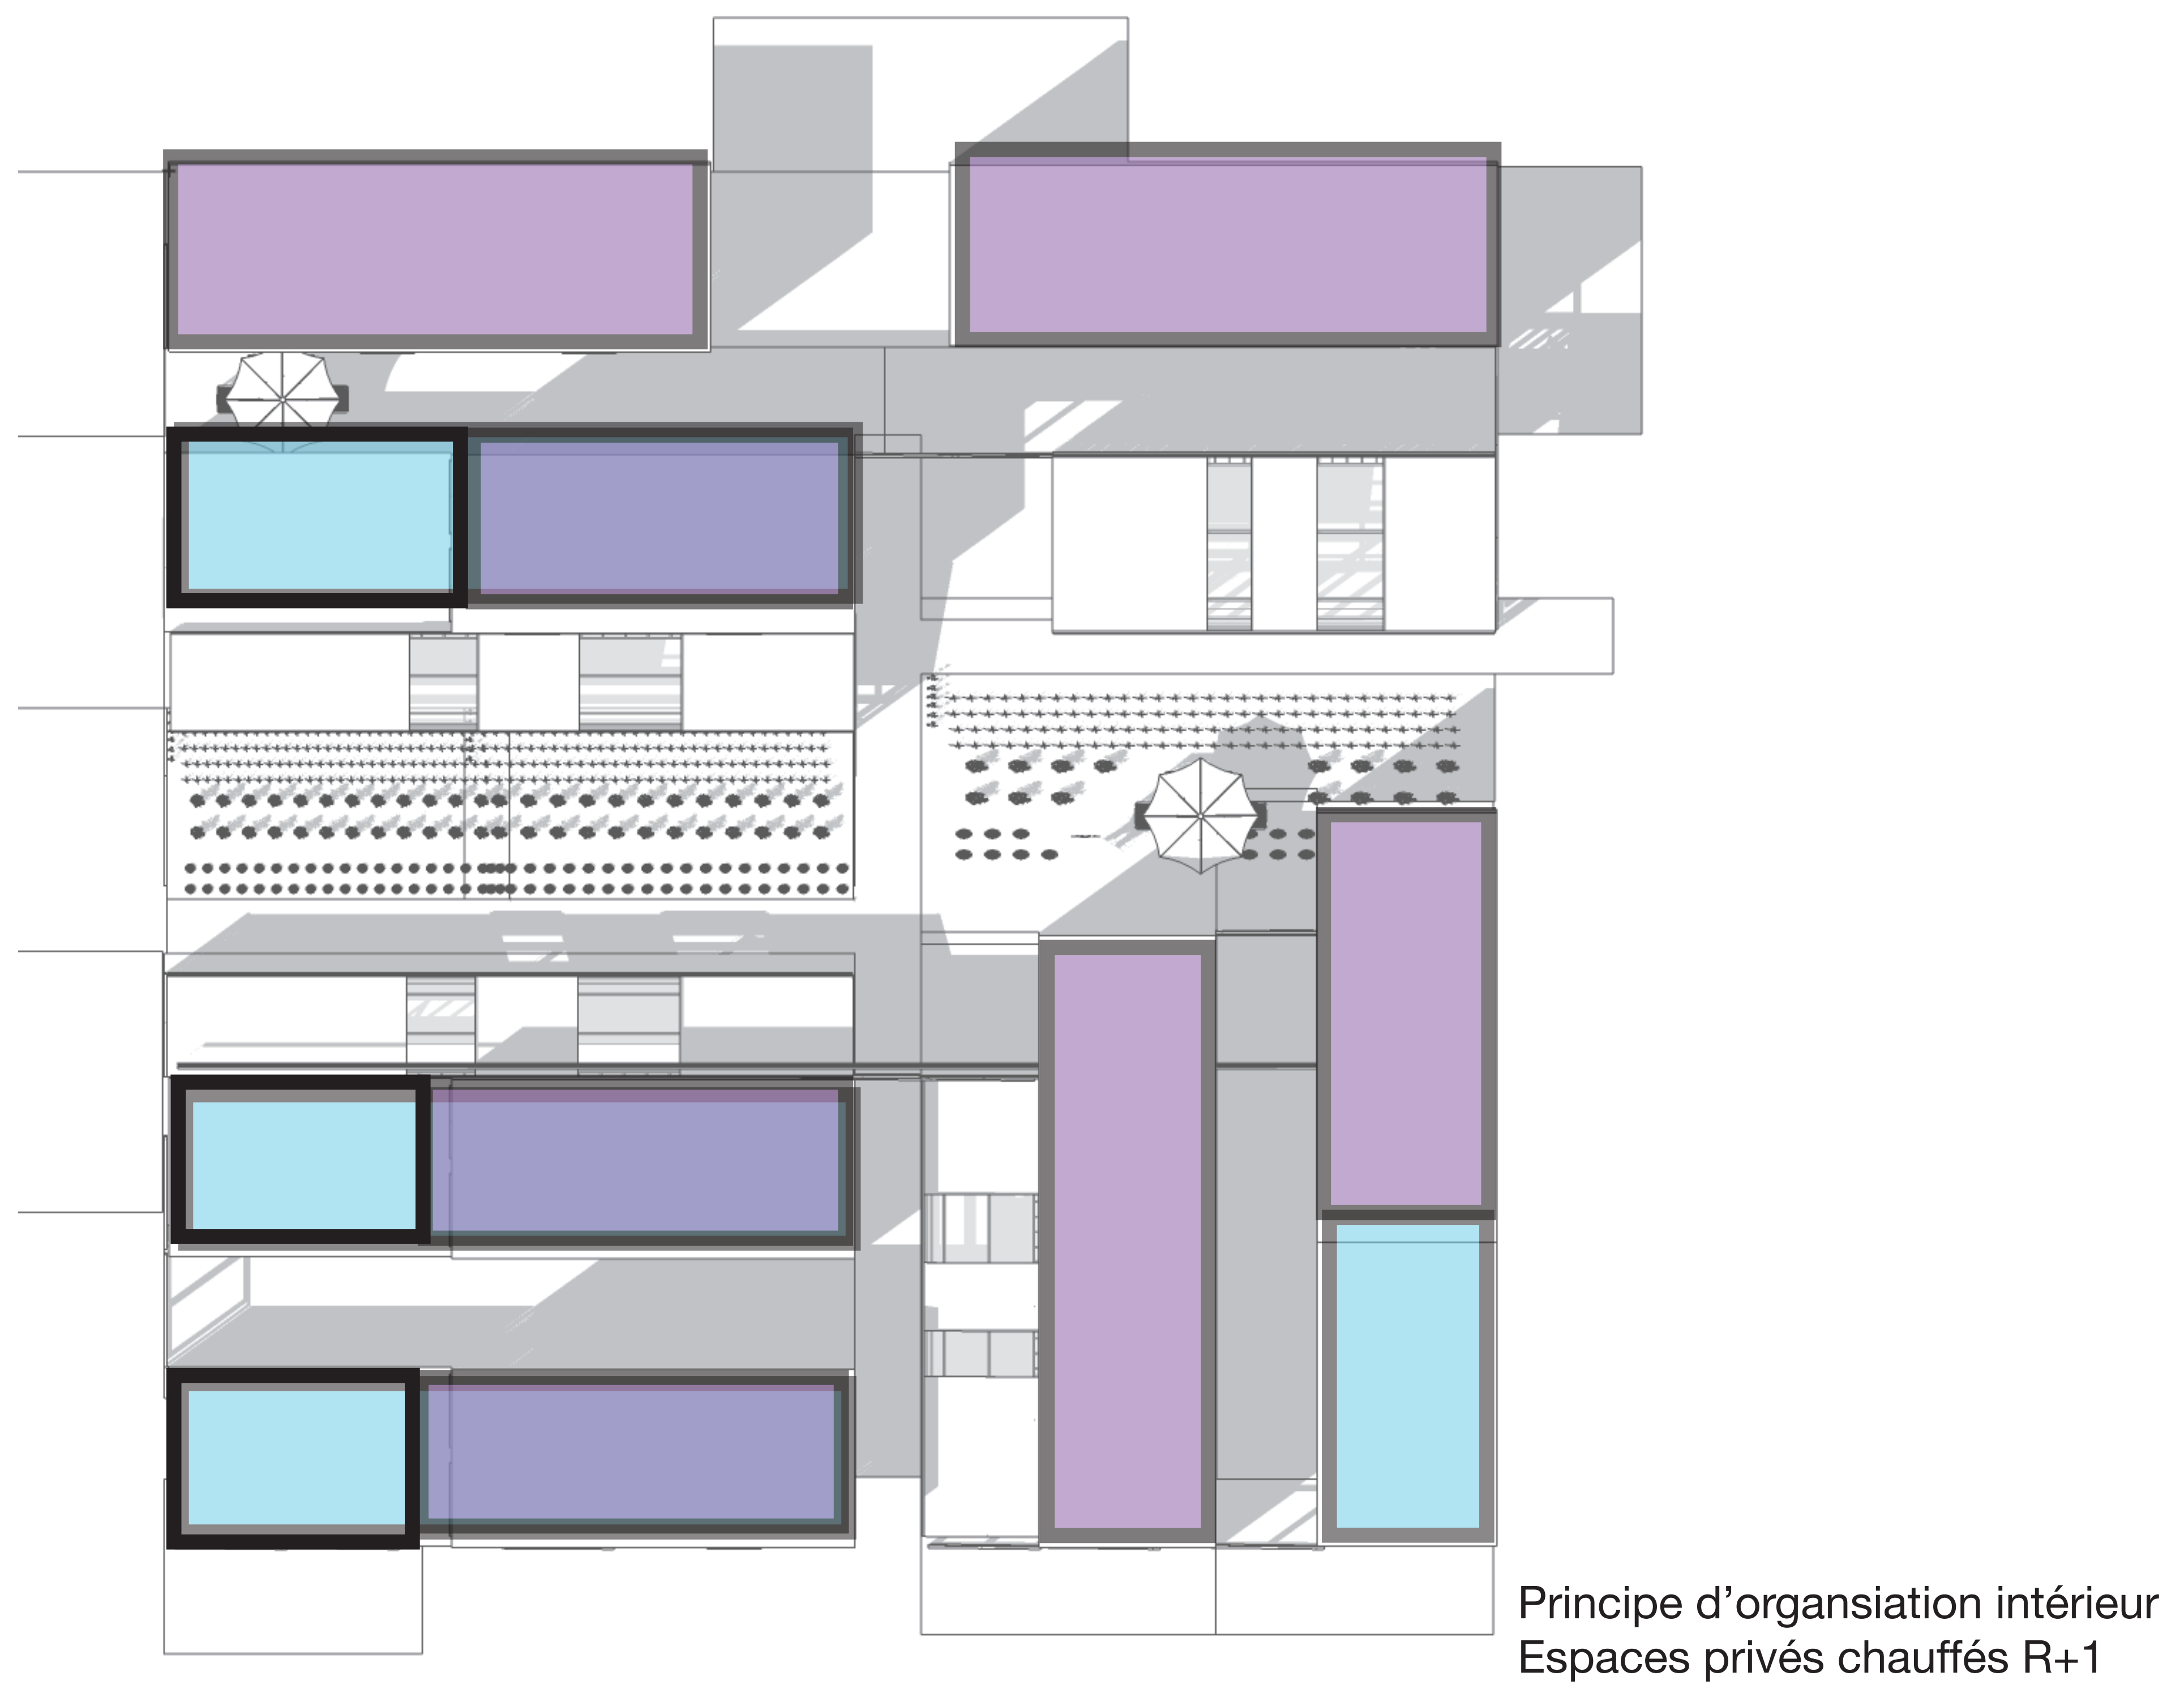 Principe d’organsiation intérieur
Espaces privés chauffés R+1